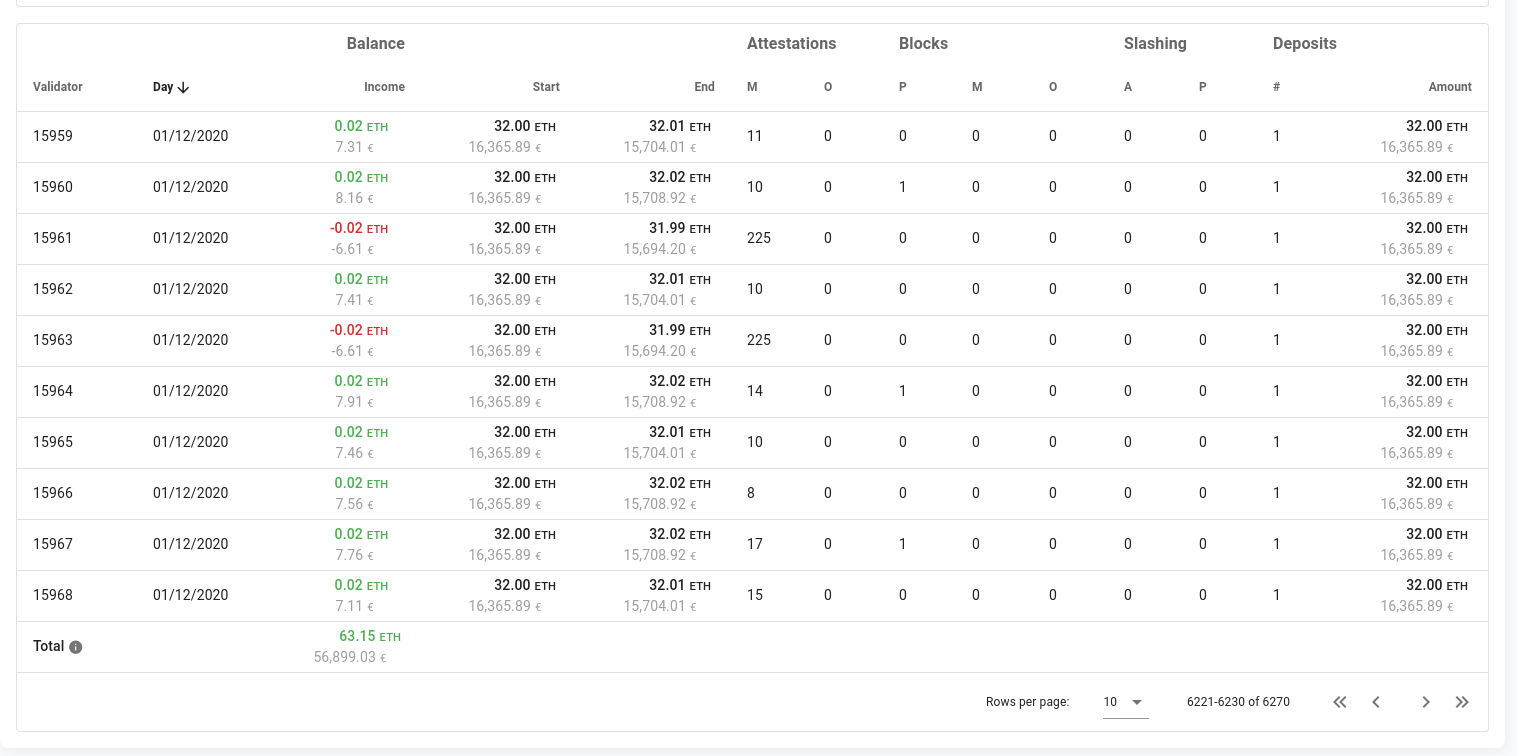 Balance Attestations Blocks Slashing Deposits
Validator Day Income Start End M O P M O A P # Amount
15959 01/12/2020 0.02 ETH 32.00 ETH 32.01 ETH 11 0 0 0 0 0 0 1 32.00 ETH
7.31 € 16,365.89 € 15,704.01 € 16,365.89 €
15960 01/12/2020 0.02 ETH 32.00 ETH 32.02 ETH 10 0 1 0 0 0 0 1 32.00 ETH
8.16 € 16,365.89 € 15,708.92 € 16,365.89 €
15961 01/12/2020 -0.02 ETH 32.00 ETH 31.99 ETH 225 0 0 0 0 0 0 1 32.00 ETH
-6.61 € 16,365.89 € 15,694.20 € 16,365.89 €
15962 01/12/2020 0.02 ETH 32.00 ETH 32.01 ETH 10 0 0 0 0 0 0 1 32.00 ETH
7.41 € 16,365.89 € 15,704.01 € 16,365.89 €
15963 01/12/2020 -0.02 ETH 32.00 ETH 31.99 ETH 225 0 0 0 0 0 0 1 32.00 ETH
-6.61 € 16,365.89 € 15,694.20 € 16,365.89 €
15964 01/12/2020 0.02 ETH 32.00 ETH 32.02 ETH 14 0 1 0 0 0 0 1 32.00 ETH
7.91 € 16,365.89 € 15,708.92 € 16,365.89 €
15965 01/12/2020 0.02 ETH 32.00 ETH 32.01 ETH 10 0 0 0 0 0 0 1 32.00 ETH
7.46 € 16,365.89 € 15,704.01 € 16,365.89 €
15966 01/12/2020 0.02 ETH 32.00 ETH 32.02 ETH 8 0 0 0 0 0 0 1 32.00 ETH
7.56 € 16,365.89 € 15,708.92 € 16,365.89 €
15967 01/12/2020 0.02 ETH 32.00 ETH 32.02 ETH 17 0 1 0 0 0 0 1 32.00 ETH
7.76 € 16,365.89 € 15,708.92 € 16,365.89 €
15968 01/12/2020 0.02 ETH 32.00 ETH 32.01 ETH 15 0 0 0 0 0 0 1 32.00 ETH
7.11 € 16,365.89 € 15,704.01 € 16,365.89 €
Total 63.15 ETH
56,899.03 €
Rows per page: 10 6221-6230 of 6270